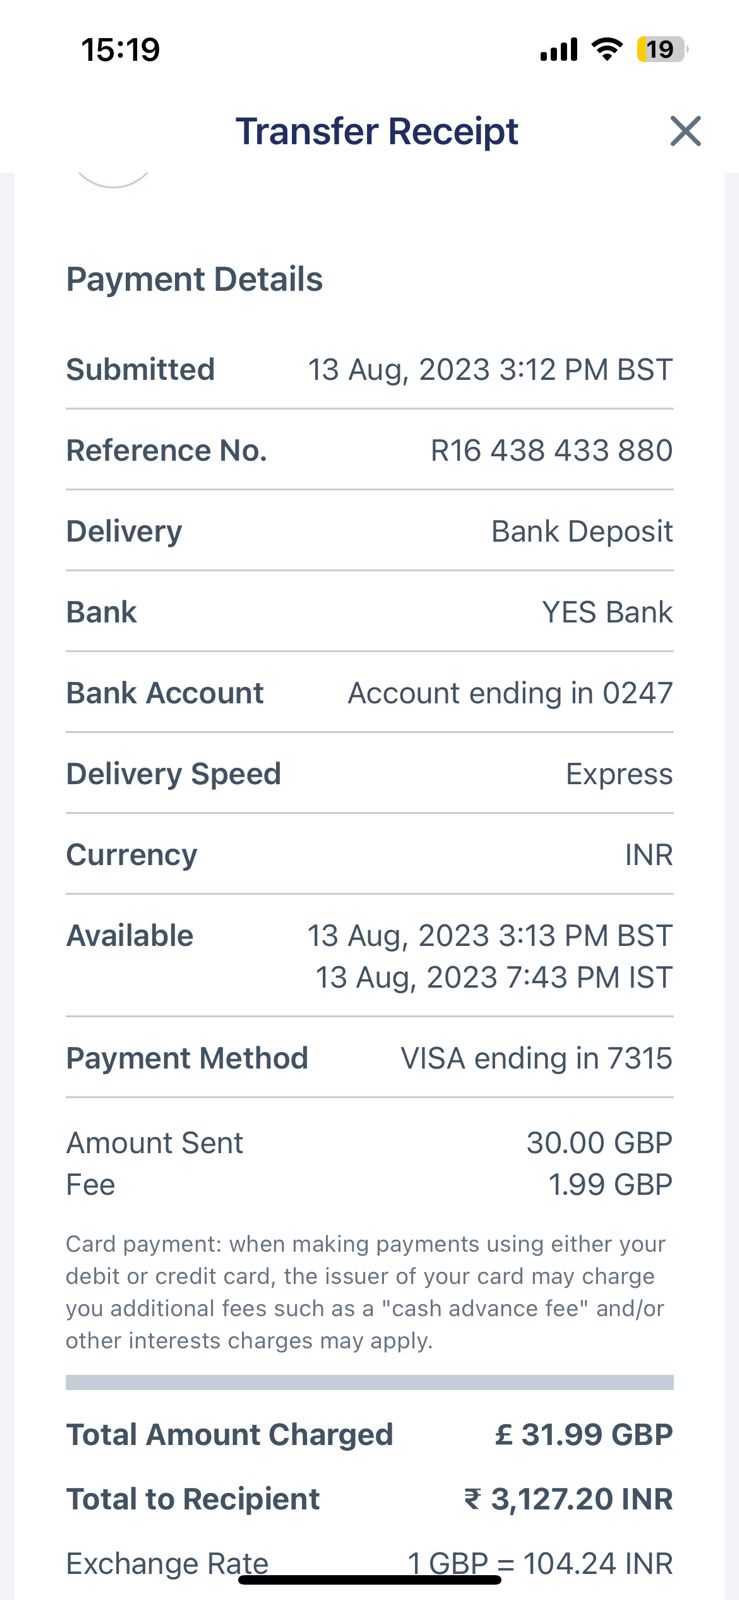 15:19
19
Transfer Receipt
Payment Details
Submitted 13 Aug, 2023 3:12 PM BST
Reference No. R16 438 433 880
Delivery Bank Deposit
Bank YES Bank
Bank Account Account ending in 0247
Delivery Speed Express
Currency INR
Available 13 Aug, 2023 3:13 PM BST
13 Aug, 2023 7:43 PM IST
Payment Method VISA ending in 7315
Amount Sent 30.00 GBP
Fee 1.99 GBP
Card payment: when making payments using either your
debit or credit card, the issuer of your card may charge
you additional fees such as a "cash advance fee" and/or
other interests charges may apply.
Total Amount Charged £ 31.99 GBP
Total to Recipient ₹ 3,127.20 INR
Exchange Rate 1 GBP = 104.24 INR